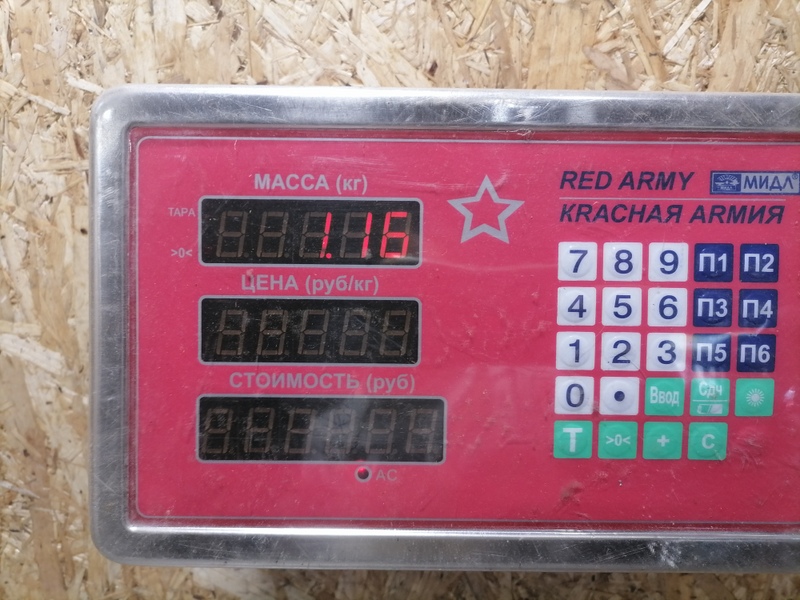 МАССА (кг)
RED ARMY МИДЛ®
КRАСНАЯ АRМИЯ
ТАРА
1.16
>0<
ЦЕНА (руб/кг)
СТОИМОСТЬ (руб)
АС
7 8 9 П1 П2
4 5 6 П3 П4
1 2 3 П5 П6
0 • Ввод Сдч
Т >0< + С